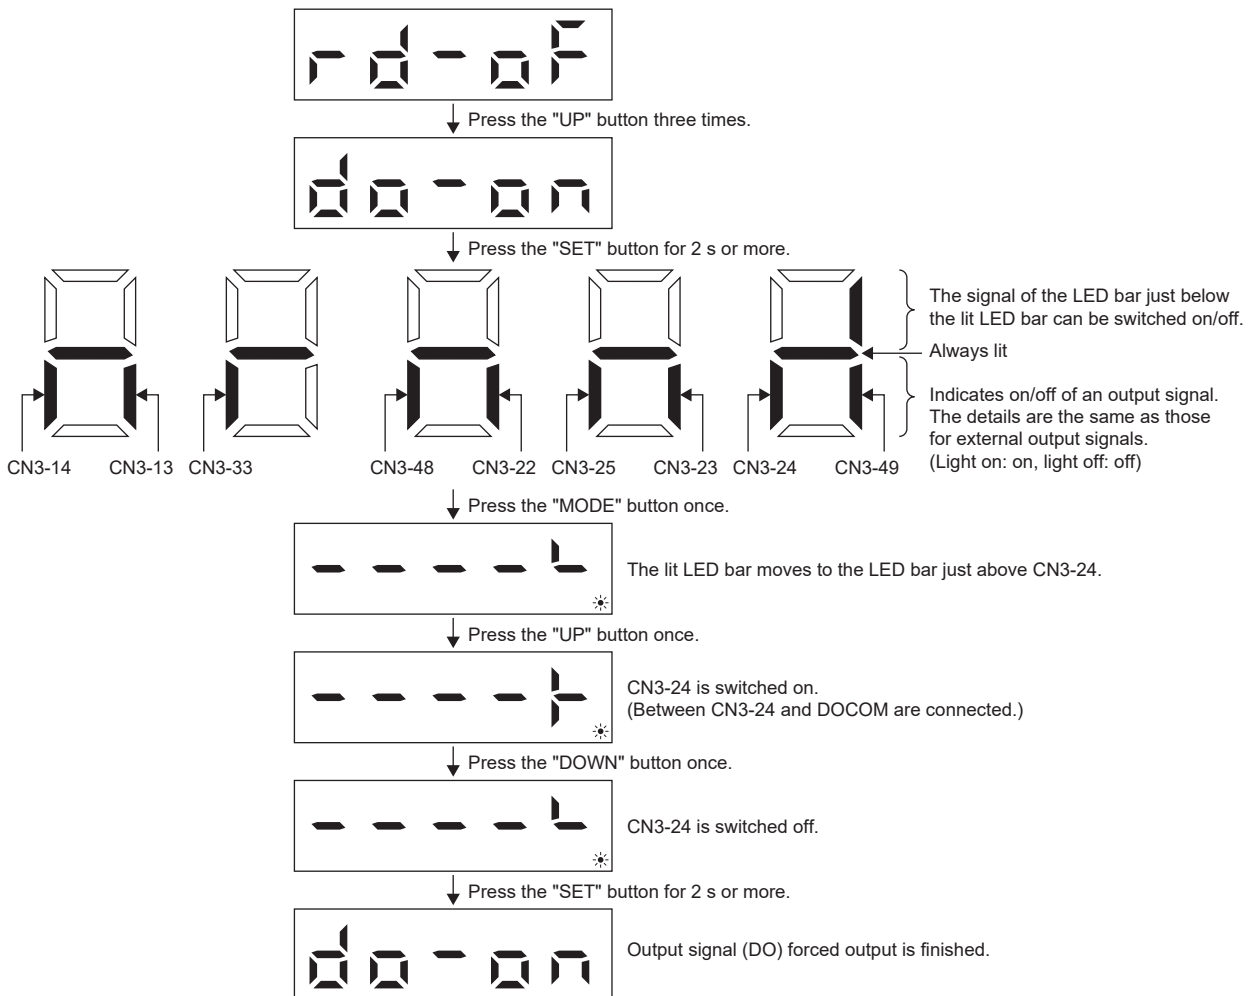 rd-oF
Press the "UP" button three times.
do-on
Press the "SET" button for 2 s or more.
The signal of the LED bar just below
the lit LED bar can be switched on/off.
Always lit
Indicates on/off of an output signal.
The details are the same as those
for external output signals.
(Light on: on, light off: off)
CN3-14 CN3-13 CN3-33 CN3-48 CN3-22 CN3-25 CN3-23 CN3-24 CN3-49
Press the "MODE" button once.
The lit LED bar moves to the LED bar just above CN3-24.
Press the "UP" button once.
CN3-24 is switched on.
(Between CN3-24 and DOCOM are connected.)
Press the "DOWN" button once.
CN3-24 is switched off.
Press the "SET" button for 2 s or more.
do-on
Output signal (DO) forced output is finished.